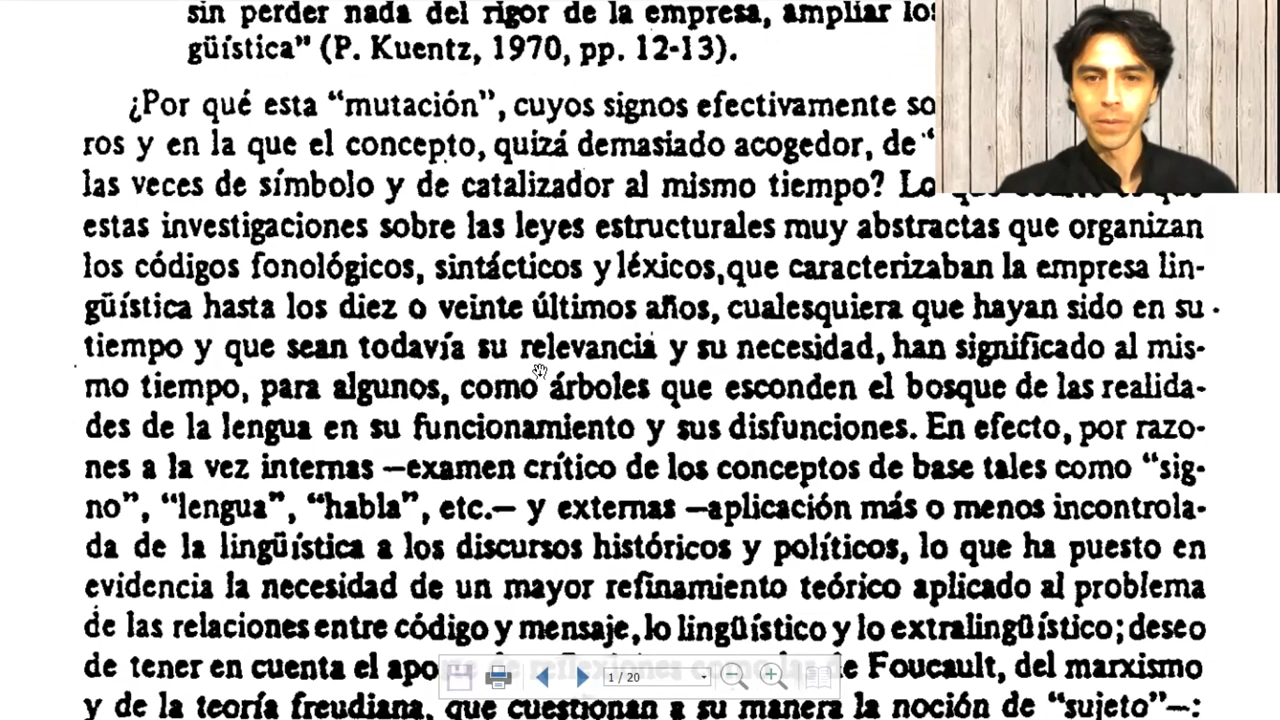 sin perder nada del rigor de la empresa, ampliar los
güística” (P. Kuentz, 1970, pp. 12-13).
¿Por qué esta “mutación”, cuyos signos efectivamente so
ros y en la que el concepto, quizá demasiado acogedor, de “
las veces de símbolo y de catalizador al mismo tiempo? Lo que
estas investigaciones sobre las leyes estructurales muy abstractas que organizan
los códigos fonológicos, sintácticos y léxicos, que caracterizaban la empresa lin-
güística hasta los diez o veinte últimos años, cualesquiera que hayan sido en su
tiempo y que sean todavía su relevancia y su necesidad, han significado al mis-
mo tiempo, para algunos, como árboles que esconden el bosque de las realida-
des de la lengua en su funcionamiento y sus disfunciones. En efecto, por razo-
nes a la vez internas —examen crítico de los conceptos de base tales como “sig-
no”, “lengua”, “habla”, etc.— y externas —aplicación más o menos incontrola-
da de la lingüística a los discursos históricos y políticos, lo que ha puesto en
evidencia la necesidad de un mayor refinamiento teórico aplicado al problema
de las relaciones entre código y mensaje, lo lingüístico y lo extralingüístico; deseo
de tener en cuenta el apo de reflexiones como las de Foucault, del marxismo
y de la teoría freudiana, que cuestionan a su manera la noción de “sujeto”—:
1 / 20